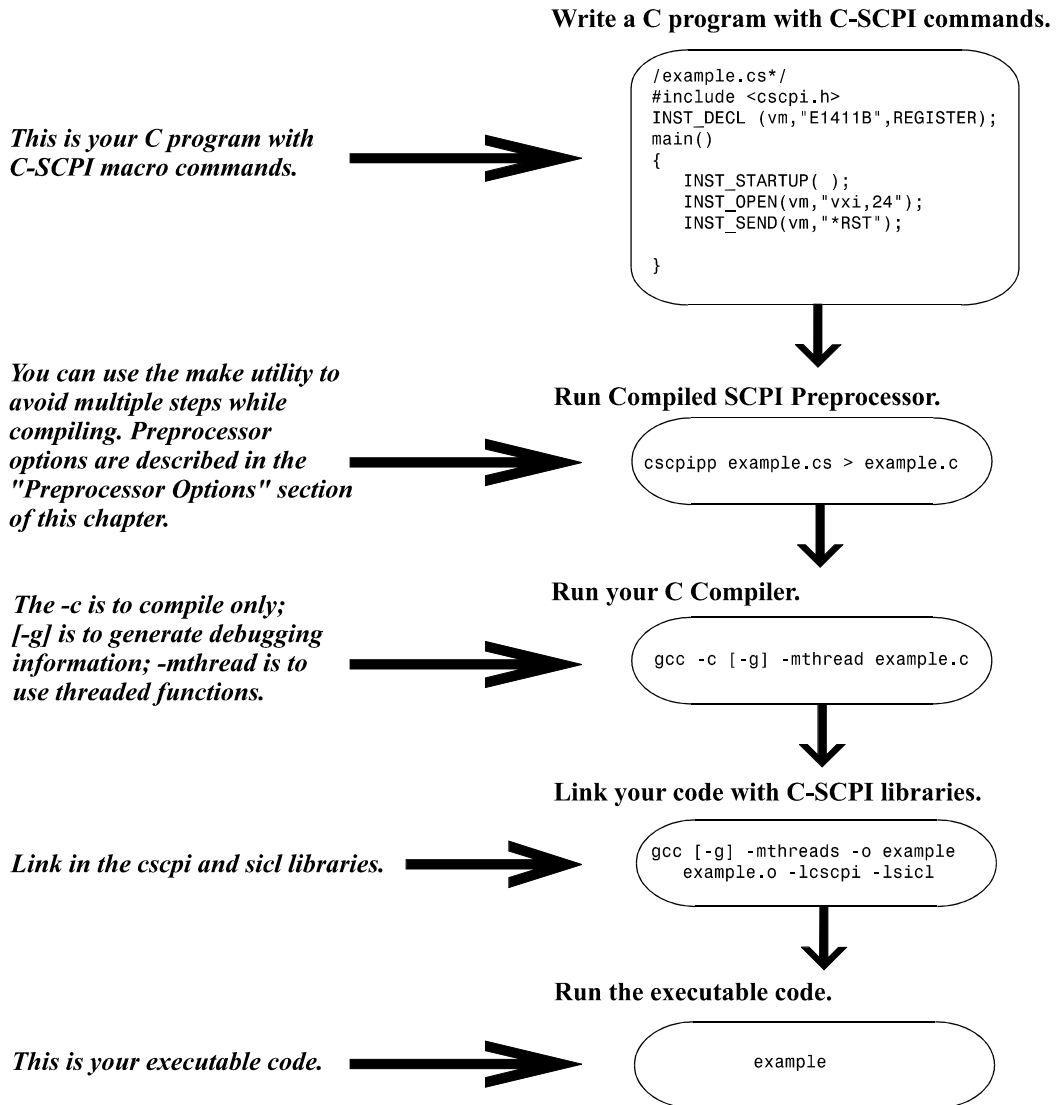 Write a C program with C-SCPI commands.
This is your C program with
C-SCPI macro commands.
/example.cs*/
#include <cscpi.h>
INST_DECL (vm,"E1411B",REGISTER);
main()
{
INST_STARTUP( );
INST_OPEN(vm,"vxi,24");
INST_SEND(vm,"*RST");
}
You can use the make utility to
avoid multiple steps while
compiling. Preprocessor
options are described in the
"Preprocessor Options" section
of this chapter.
Run Compiled SCPI Preprocessor.
cscpipp example.cs > example.c
The -c is to compile only;
[-g] is to generate debugging
information; -mthread is to
use threaded functions.
Run your C Compiler.
gcc -c [-g] -mthread example.c
Link your code with C-SCPI libraries.
Link in the cscpi and sicl libraries.
gcc [-g] -mthreads -o example
example.o -lcscpi -lsicl
Run the executable code.
This is your executable code.
example